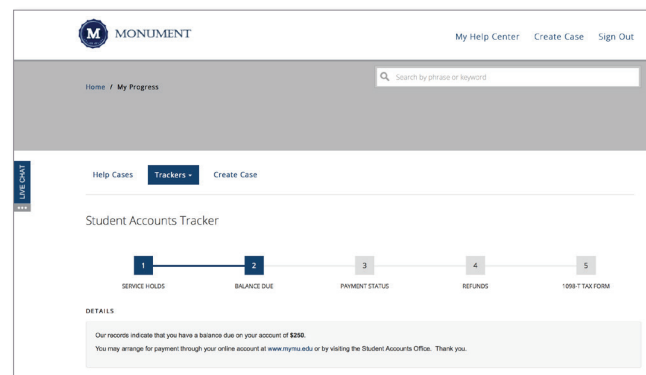 M MONUMENT
My Help Center Create Case Sign Out
Search by phrase or keyword
Home / My Progress
LIVE CHAT
Help Cases Trackers Create Case
Student Accounts Tracker
1 2 3 4 5
SERVICE HOLDS BALANCE DUE PAYMENT STATUS REFUNDS 1098-T TAX FORM
DETAILS
Our records indicate that you have a balance due on your account of $250.
You may arrange for payment through your online account at www.mymu.edu or by visiting the Student Accounts Office. Thank you.